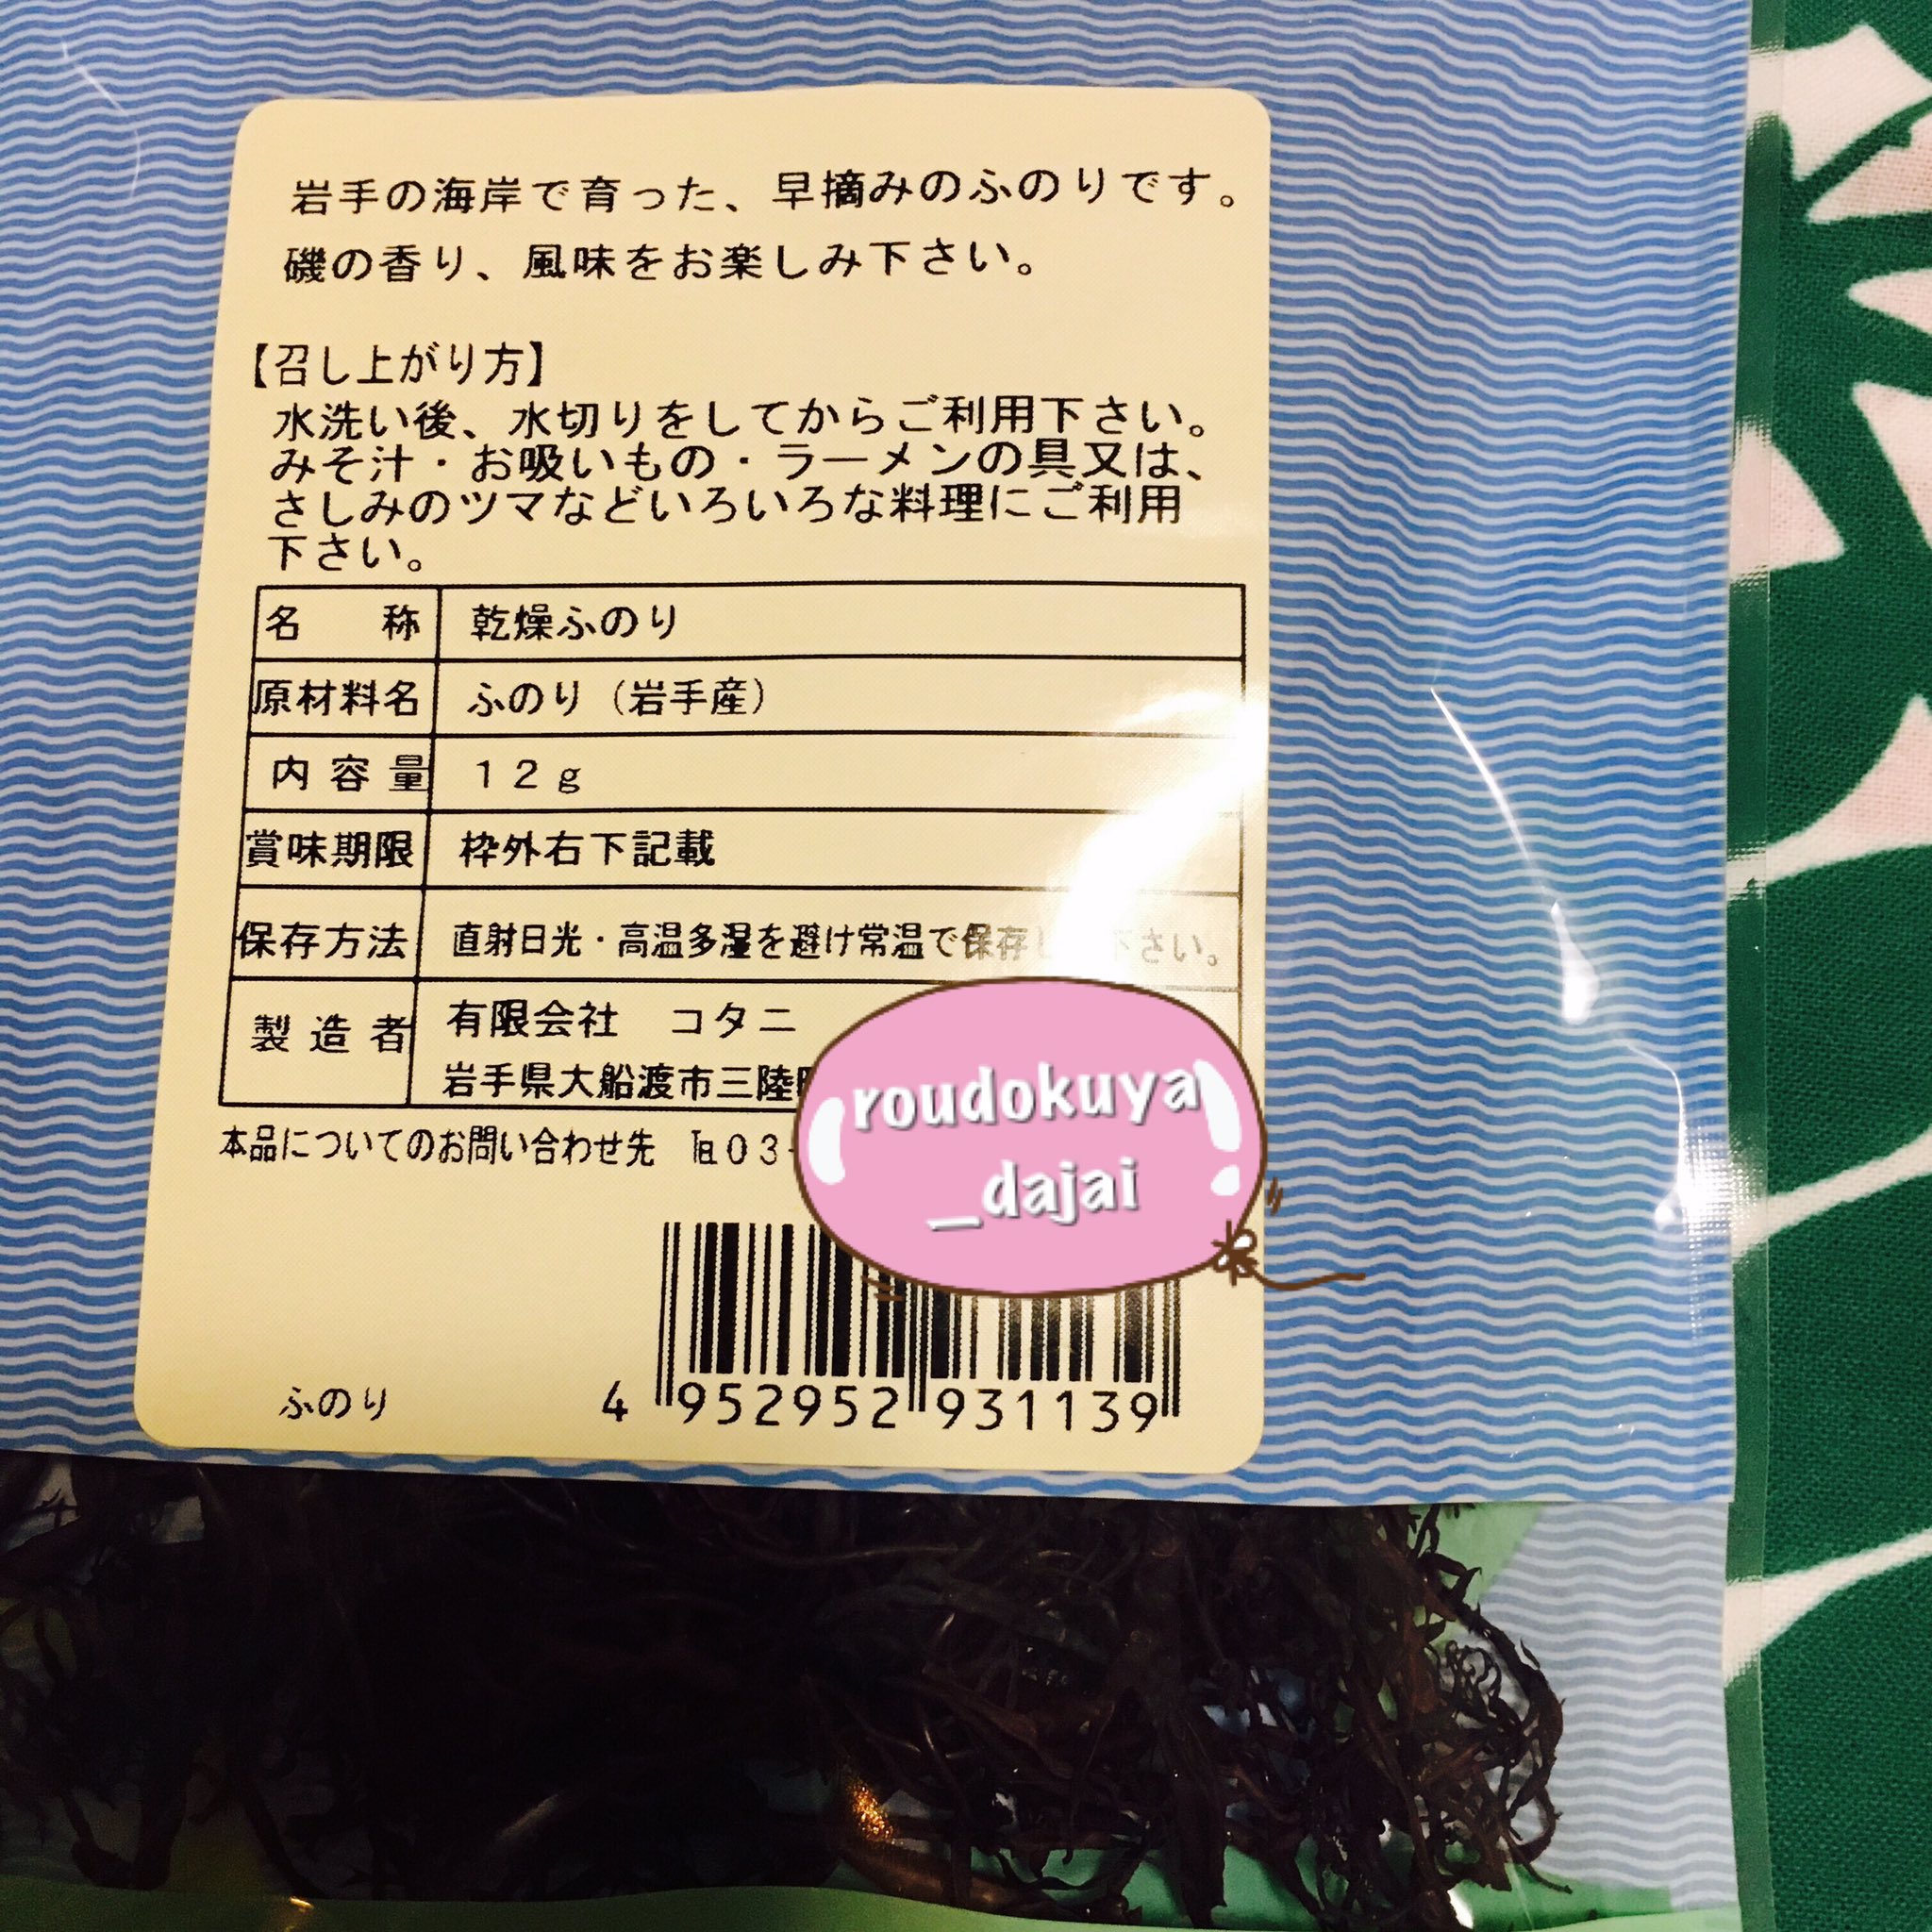 岩手の海岸で育った、早摘みのふのりです。
磯の香り、風味をお楽しみ下さい。
【召し上がり方】
水洗い後、水切りをしてからご利用下さい。
みそ汁・お吸いもの・ラーメンの具又は、
さしみのツマなどいろいろな料理にご利用
下さい。
名　称 乾燥ふのり
原材料名 ふのり（岩手産）
内容量 １２ｇ
賞味期限 枠外右下記載
保存方法 直射日光・高温多湿を避け常温で保存し 下さい。
製造者 有限会社　コタニ
岩手県大船渡市三陸
本品についてのお問い合わせ先 ℡０３-
roudokuya
_dajai
ふのり 4 952952 931139